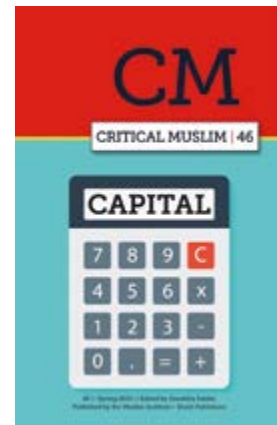 CM
CRITICAL MUSLIM | 46
CAPITAL
7 8 9 C
4 5 6 x
1 2 3 -
0 . = +